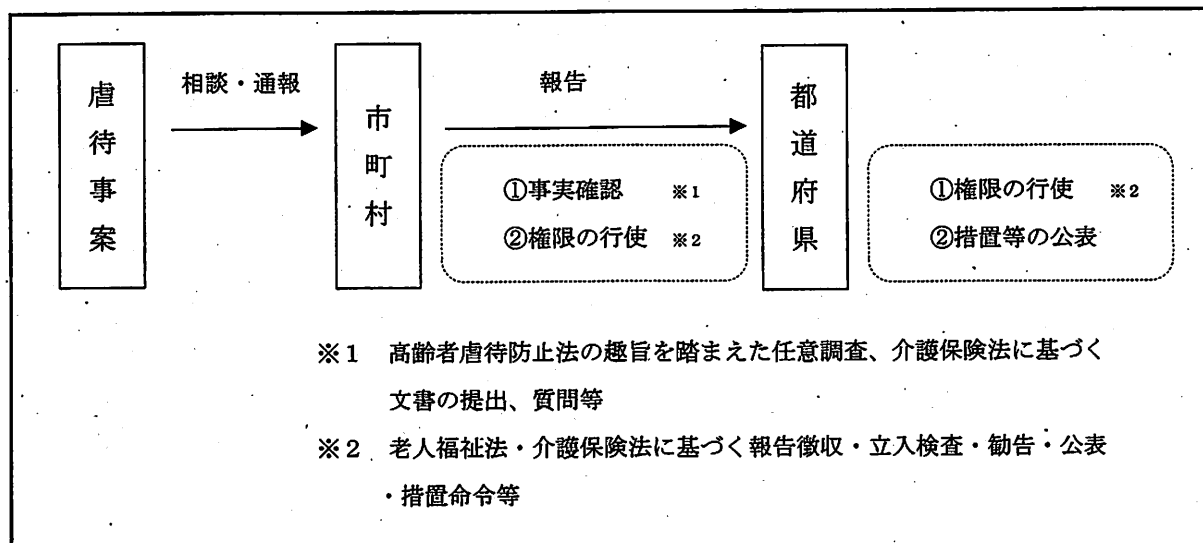 虐待事案
相談・通報
市町村
報告
①事実確認 ※1
②権限の行使 ※2
都道府県
①権限の行使 ※2
②措置等の公表
※1 高齢者虐待防止法の趣旨を踏まえた任意調査、介護保険法に基づく
文書の提出、質問等
※2 老人福祉法・介護保険法に基づく報告徴収・立入検査・勧告・公表
・措置命令等